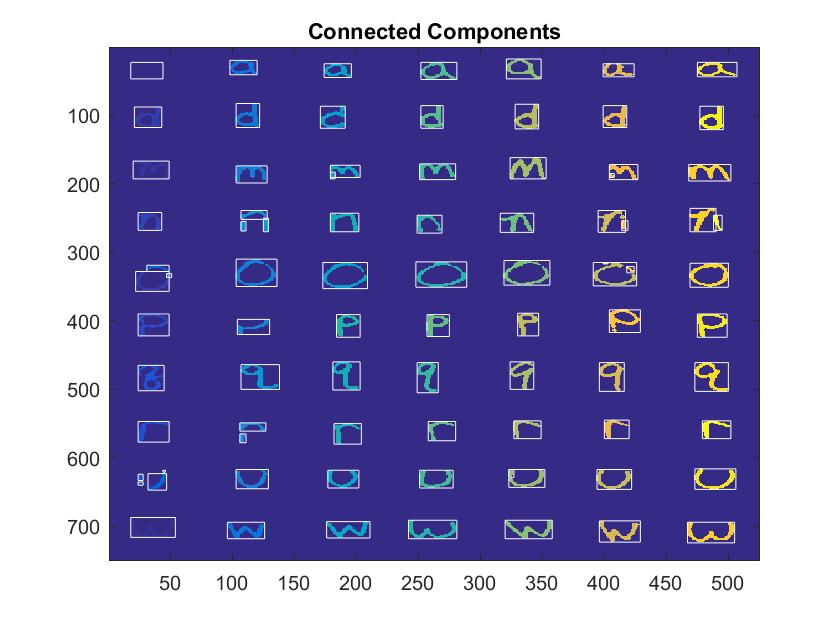 Connected Components
a a a a a a
100 d d d d d d d
200 m m m m m m m
n n n n n n n
300
o o o o o o o
400 p p p p p p
500 q q q q q q
r r r r r r
600
u u u u u u
700 w w w w w w
50 100 150 200 250 300 350 400 450 500